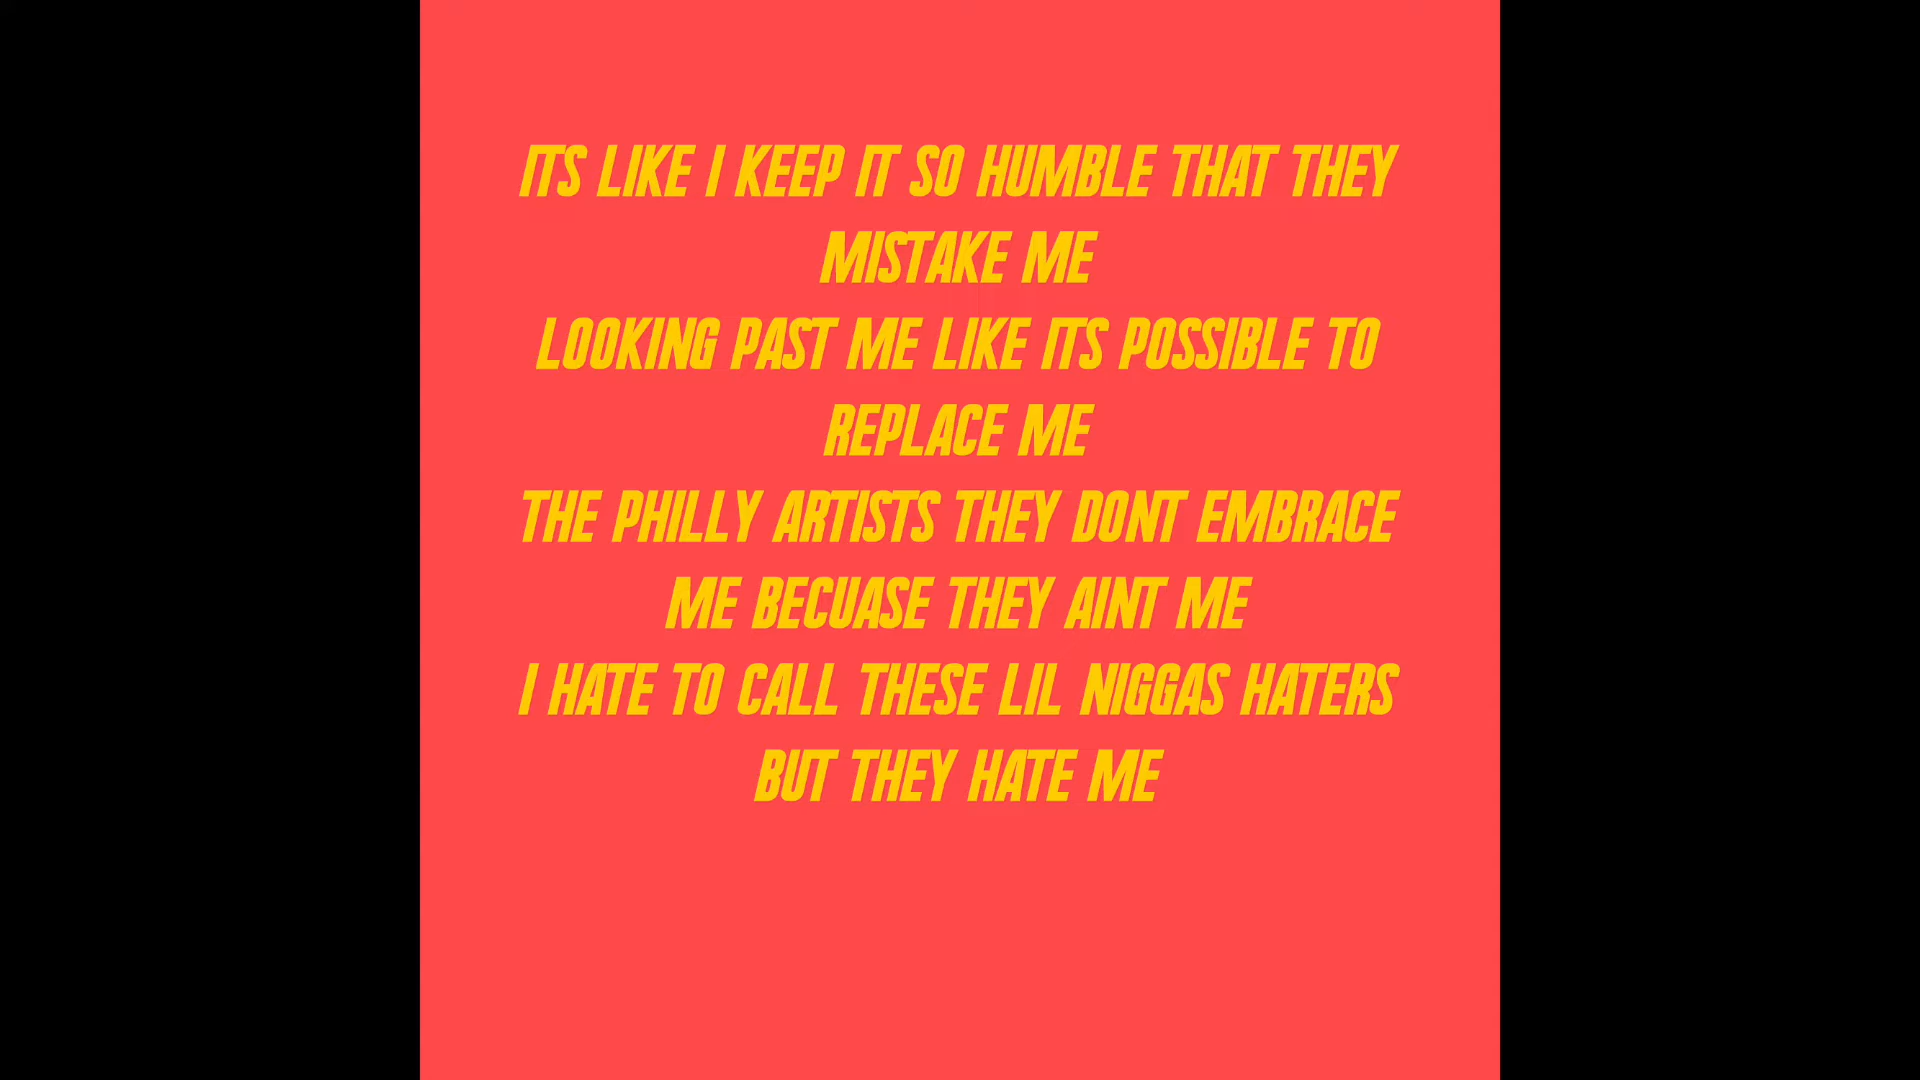 ITS LIKE I KEEP IT SO HUMBLE THAT THEY
MISTAKE ME
LOOKING PAST ME LIKE ITS POSSIBLE TO
REPLACE ME
THE PHILLY ARTISTS THEY DONT EMBRACE
ME BECUASE THEY AINT ME
I HATE TO CALL THESE LIL NIGGAS HATERS
BUT THEY HATE ME